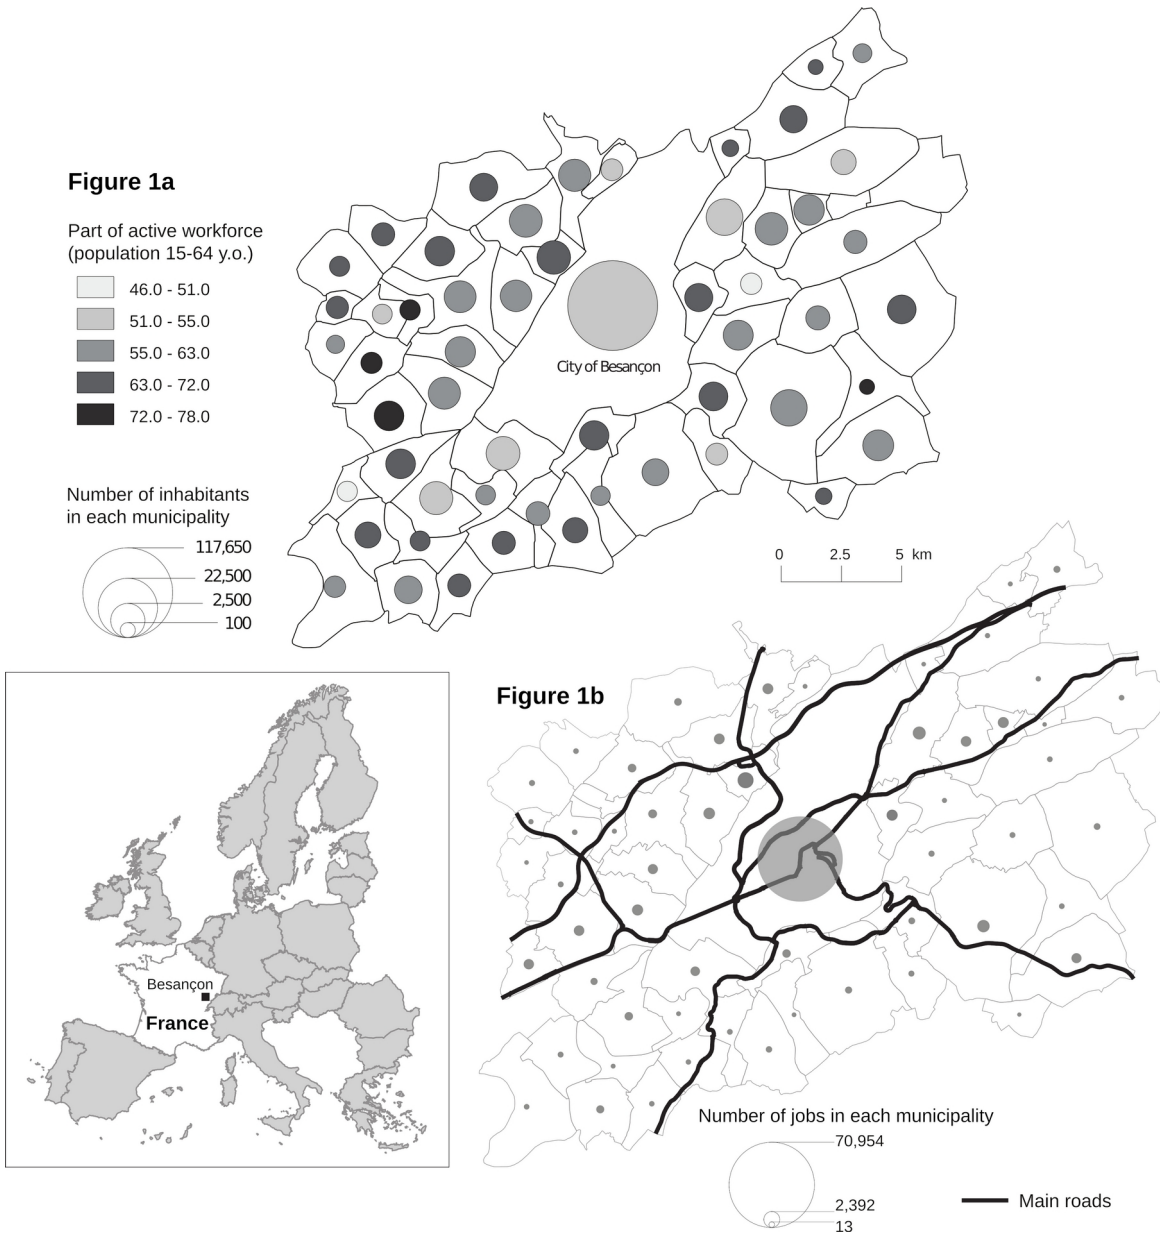 Figure 1a
Part of active workforce
(population 15-64 y.o.)
46.0 - 51.0
51.0 - 55.0
55.0 - 63.0
63.0 - 72.0
72.0 - 78.0
City of Besançon
Number of inhabitants
in each municipality
117,650
22,500
2,500
100
0 2.5 5 km
Figure 1b
Besançon
France
Number of jobs in each municipality
70,954
2,392
13
Main roads